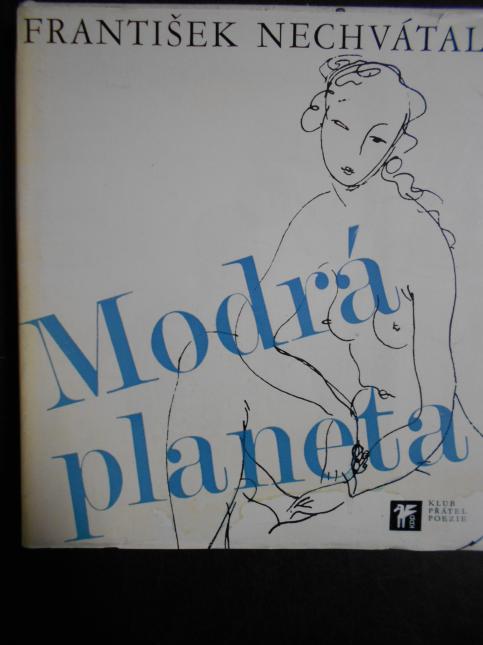 FRANTIŠEK NECHVÁTAL
Modrá
planeta
KLUB
PŘÁTEL
POEZIE